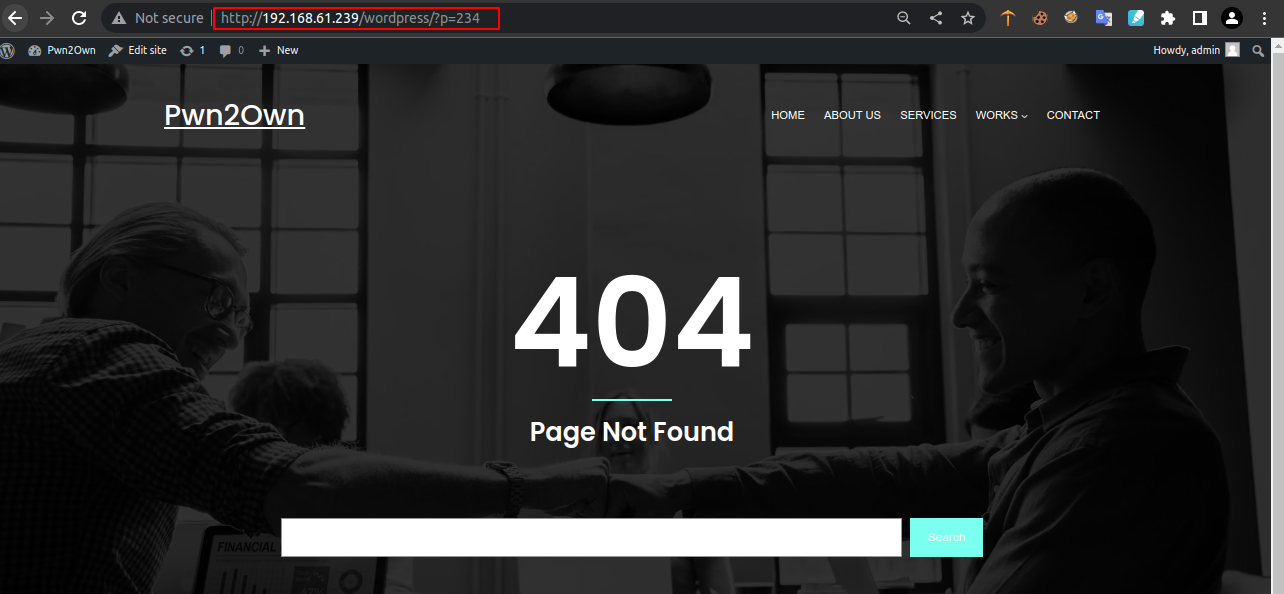 Not secure http://192.168.61.239/wordpress/?p=234
Pwn2Own Edit site 1 0 New Howdy, admin
Pwn2Own HOME ABOUT US SERVICES WORKS CONTACT
404
Page Not Found
Search
FINANCIAL